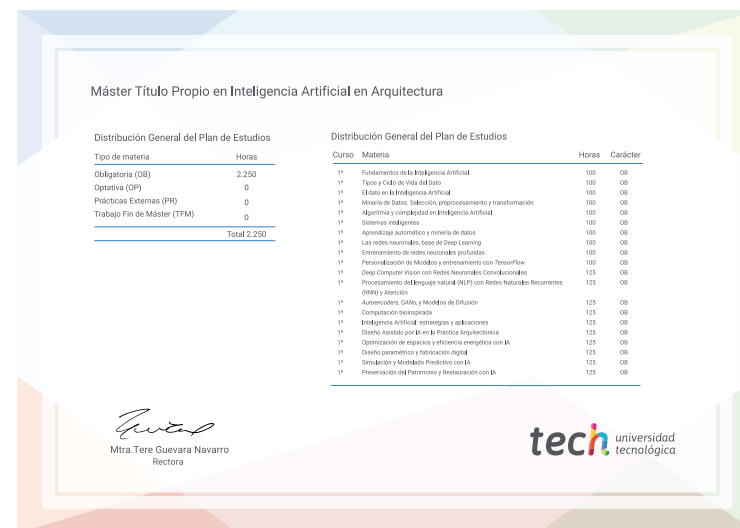 Máster Título Propio en Inteligencia Artificial en Arquitectura
Distribución General del Plan de Estudios
Tipo de materia Horas
Obligatoria (OB) 2.250
Optativa (OP) 0
Prácticas Externas (PR) 0
Trabajo Fin de Máster (TFM) 0
Total 2.250
Distribución General del Plan de Estudios
Curso Materia Horas Carácter
1º Fundamentos de la Inteligencia Artificial 100 OB
1º Tipos y Ciclo de Vida del Dato 100 OB
1º El dato en la Inteligencia Artificial 100 OB
1º Minería de Datos. Selección, preprocesamiento y transformación 100 OB
1º Algoritmia y complejidad en Inteligencia Artificial 100 OB
1º Sistemas inteligentes 100 OB
1º Aprendizaje automático y minería de datos 100 OB
1º Las redes neuronales, base de Deep Learning 100 OB
1º Entrenamiento de redes neuronales profundas 100 OB
1º Personalización de Modelos y entrenamiento con TensorFlow 100 OB
1º Deep Computer Vision con Redes Neuronales Convolucionales 125 OB
1º Procesamiento del lenguaje natural (NLP) con Redes Naturales Recurrentes 125 OB
(RNN) y Atención
1º Autoencoders, GANs, y Modelos de Difusión 125 OB
1º Computación bioinspirada 125 OB
1º Inteligencia Artificial: estrategias y aplicaciones 125 OB
1º Diseño Asistido por IA en la Práctica Arquitectónica 125 OB
1º Optimización de espacios y eficiencia energética con IA 125 OB
1º Diseño paramétrico y fabricación digital 125 OB
1º Simulación y Modelado Predictivo con IA 125 OB
1º Preservación del Patrimonio y Restauración con IA 125 OB
Mtra.Tere Guevara Navarro
Rectora
tech universidad
tecnológica